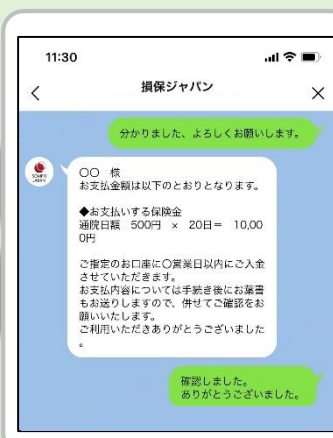 11:30
損保ジャパン
分かりました、よろしくお願いします。
SOMPO
JAPAN
〇〇 様
お支払金額は以下のとおりとなります。
◆お支払いする保険金
通院日額 500円 × 20日= 10,00
0円
ご指定のお口座に〇営業日以内にご入金
させていただきます。
お支払内容については手続き後にお葉書
もお送りしますので、併せてご確認をお
願いいたします。
ご利用いただきありがとうございました
。
確認しました。
ありがとうございました。